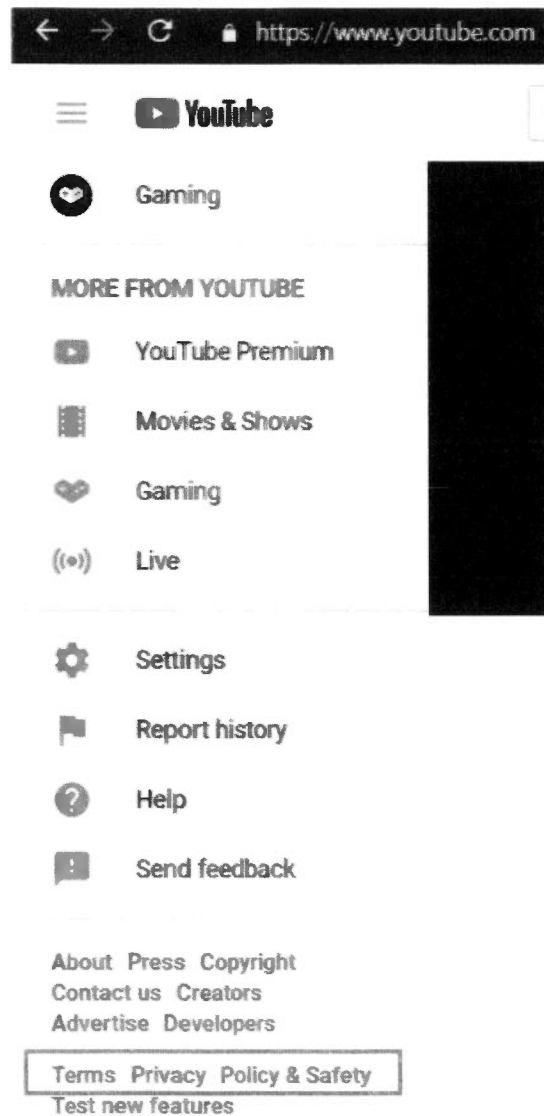 https://www.youtube.com
YouTube
Gaming
MORE FROM YOUTUBE
YouTube Premium
Movies & Shows
Gaming
Live
Settings
Report history
Help
Send feedback
About Press Copyright
Contact us Creators
Advertise Developers
Terms Privacy Policy & Safety
Test new features